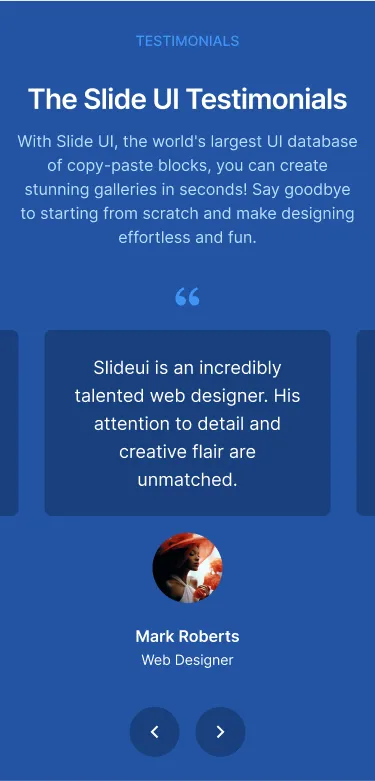 TESTIMONIALS
The Slide UI Testimonials
With Slide UI, the world's largest UI database
of copy-paste blocks, you can create
stunning galleries in seconds! Say goodbye
to starting from scratch and make designing
effortless and fun.
“
Slideui is an incredibly
talented web designer. His
attention to detail and
creative flair are
unmatched.
Mark Roberts
Web Designer